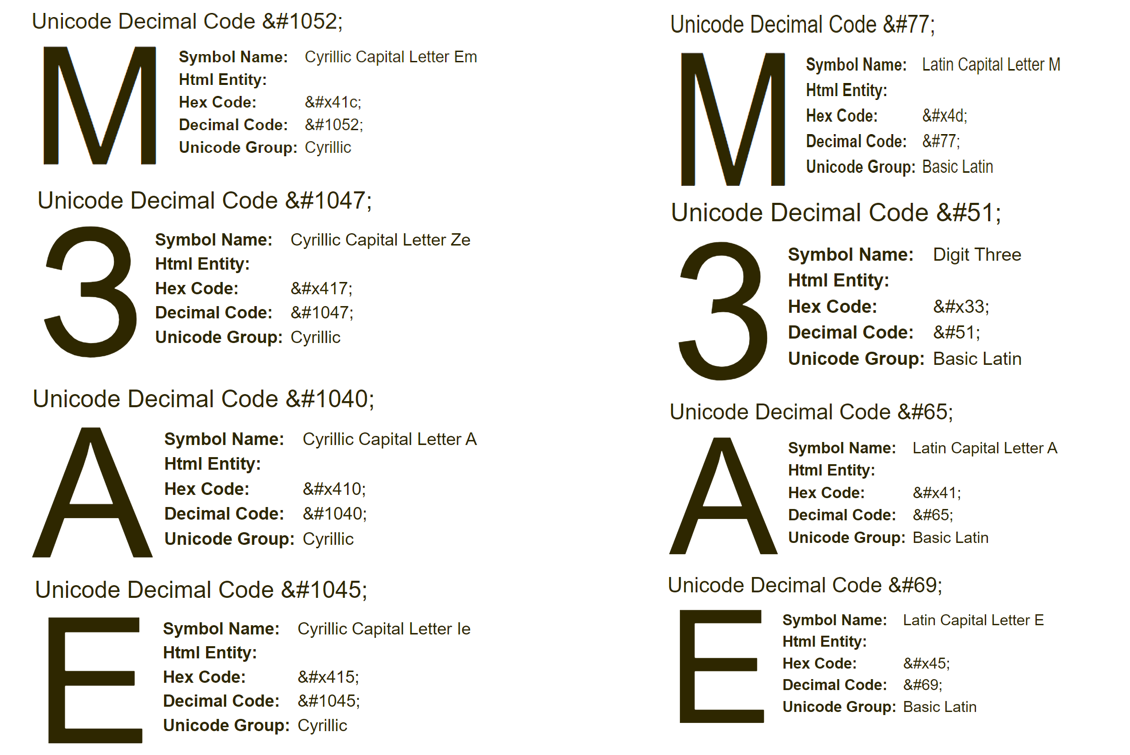 Unicode Decimal Code &#1052;
М
Symbol Name: Cyrillic Capital Letter Em
Html Entity:
Hex Code: &#x41c;
Decimal Code: &#1052;
Unicode Group: Cyrillic
Unicode Decimal Code &#1047;
З
Symbol Name: Cyrillic Capital Letter Ze
Html Entity:
Hex Code: &#x417;
Decimal Code: &#1047;
Unicode Group: Cyrillic
Unicode Decimal Code &#1040;
А
Symbol Name: Cyrillic Capital Letter A
Html Entity:
Hex Code: &#x410;
Decimal Code: &#1040;
Unicode Group: Cyrillic
Unicode Decimal Code &#1045;
Е
Symbol Name: Cyrillic Capital Letter Ie
Html Entity:
Hex Code: &#x415;
Decimal Code: &#1045;
Unicode Group: Cyrillic
Unicode Decimal Code &#77;
M
Symbol Name: Latin Capital Letter M
Html Entity:
Hex Code: &#x4d;
Decimal Code: &#77;
Unicode Group: Basic Latin
Unicode Decimal Code &#51;
3
Symbol Name: Digit Three
Html Entity:
Hex Code: &#x33;
Decimal Code: &#51;
Unicode Group: Basic Latin
Unicode Decimal Code &#65;
A
Symbol Name: Latin Capital Letter A
Html Entity:
Hex Code: &#x41;
Decimal Code: &#65;
Unicode Group: Basic Latin
Unicode Decimal Code &#69;
E
Symbol Name: Latin Capital Letter E
Html Entity:
Hex Code: &#x45;
Decimal Code: &#69;
Unicode Group: Basic Latin